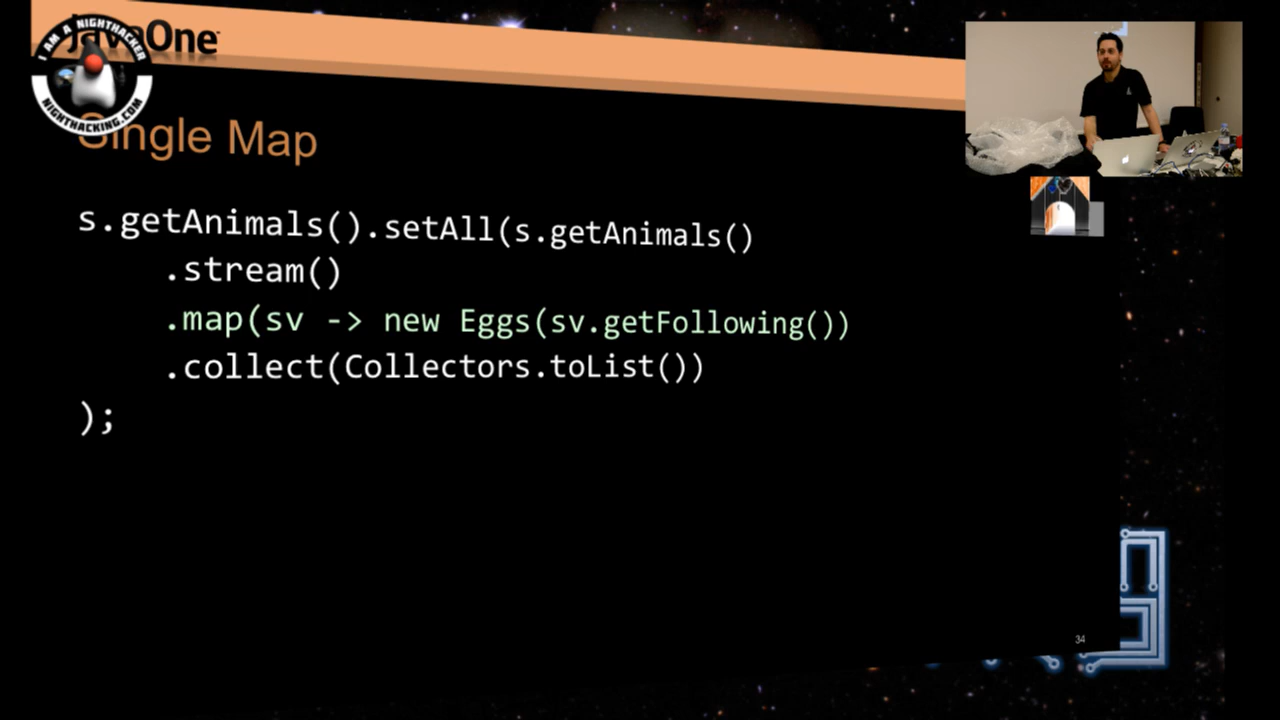 JavaOne
I AM A NIGHTHACKER
NIGHTHACKING.COM
Single Map
s.getAnimals().setAll(s.getAnimals()
.stream()
.map(sv -> new Eggs(sv.getFollowing())
.collect(Collectors.toList())
);
34